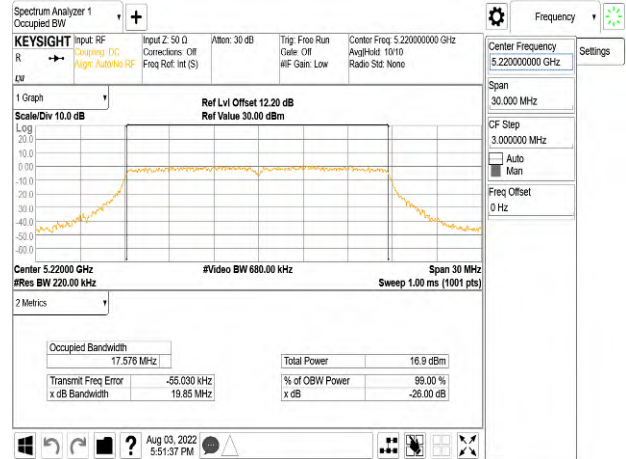 Spectrum Analyzer 1
Occupied BW
+
Frequency
KEYSIGHT
R
Input: RF
Coupling: DC
Align: Auto/No RF
Input Z: 50 Ω
Corrections: Off
Freq Ref: Int (S)
Atten: 30 dB
Trig: Free Run
Gate: Off
#IF Gain: Low
Center Freq: 5.220000000 GHz
Avg|Hold: 10/10
Radio Std: None
Center Frequency
5.220000000 GHz
Settings
Span
30.000 MHz
CF Step
3.000000 MHz
Auto
Man
Freq Offset
0 Hz
1 Graph
Scale/Div 10.0 dB
Ref Lvl Offset 12.20 dB
Ref Value 30.00 dBm
Log
20.0
10.0
0.00
-10.0
-20.0
-30.0
-40.0
-50.0
-60.0
Center 5.22000 GHz
#Res BW 220.00 kHz
#Video BW 680.00 kHz
Span 30 MHz
Sweep 1.00 ms (1001 pts)
2 Metrics
Occupied Bandwidth
17.576 MHz
Transmit Freq Error -55.030 kHz
x dB Bandwidth 19.85 MHz
Total Power 16.9 dBm
% of OBW Power 99.00 %
x dB -26.00 dB
?
Aug 03, 2022
5:51:37 PM